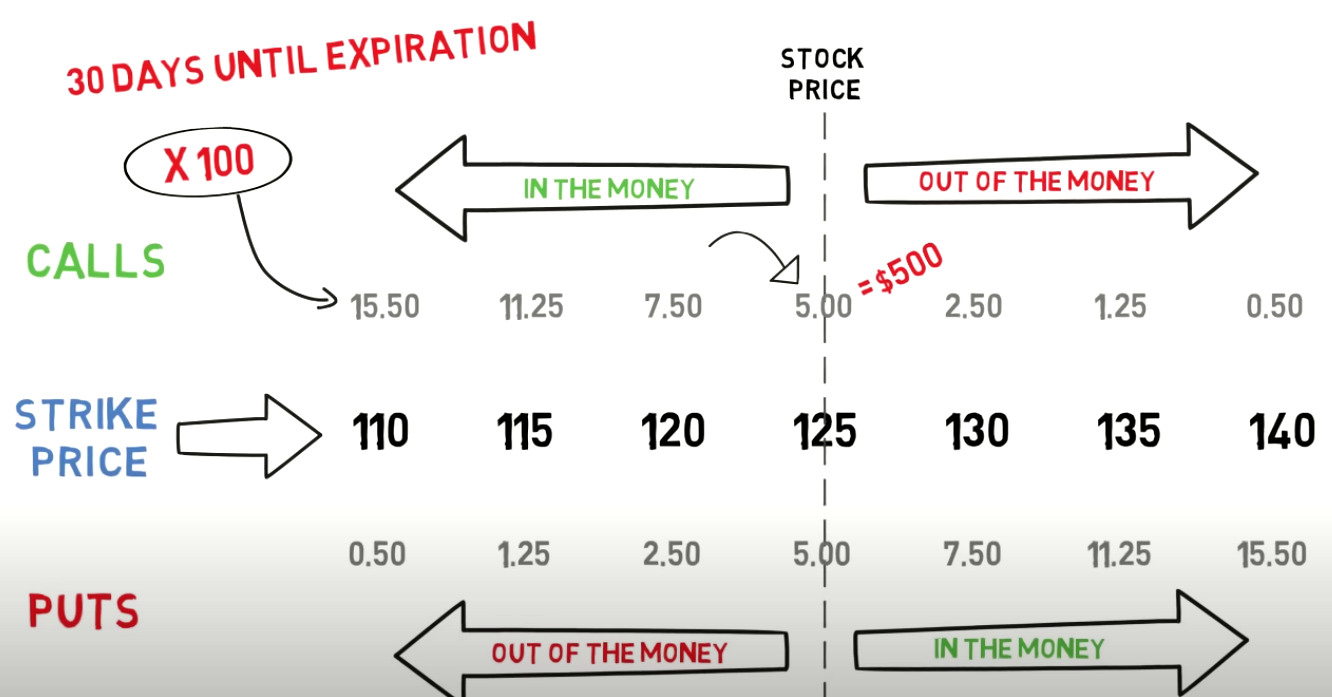 30 DAYS UNTIL EXPIRATION
STOCK
PRICE
X 100
IN THE MONEY
OUT OF THE MONEY
CALLS
= $500
15.50 11.25 7.50 5.00 2.50 1.25 0.50
STRIKE
PRICE
110 115 120 125 130 135 140
0.50 1.25 2.50 5.00 7.50 11.25 15.50
PUTS
OUT OF THE MONEY
IN THE MONEY